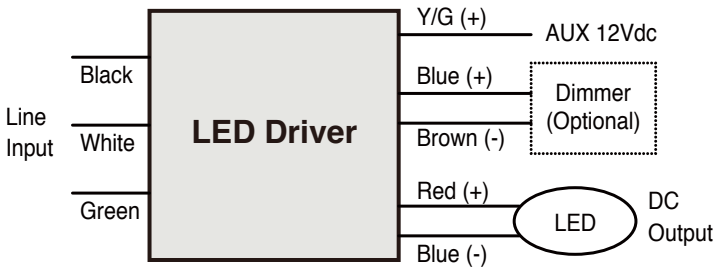 Line
Input
Black
White
Green
LED Driver
Y/G (+)
AUX 12Vdc
Blue (+)
Brown (-)
Dimmer
(Optional)
Red (+)
Blue (-)
LED
DC
Output